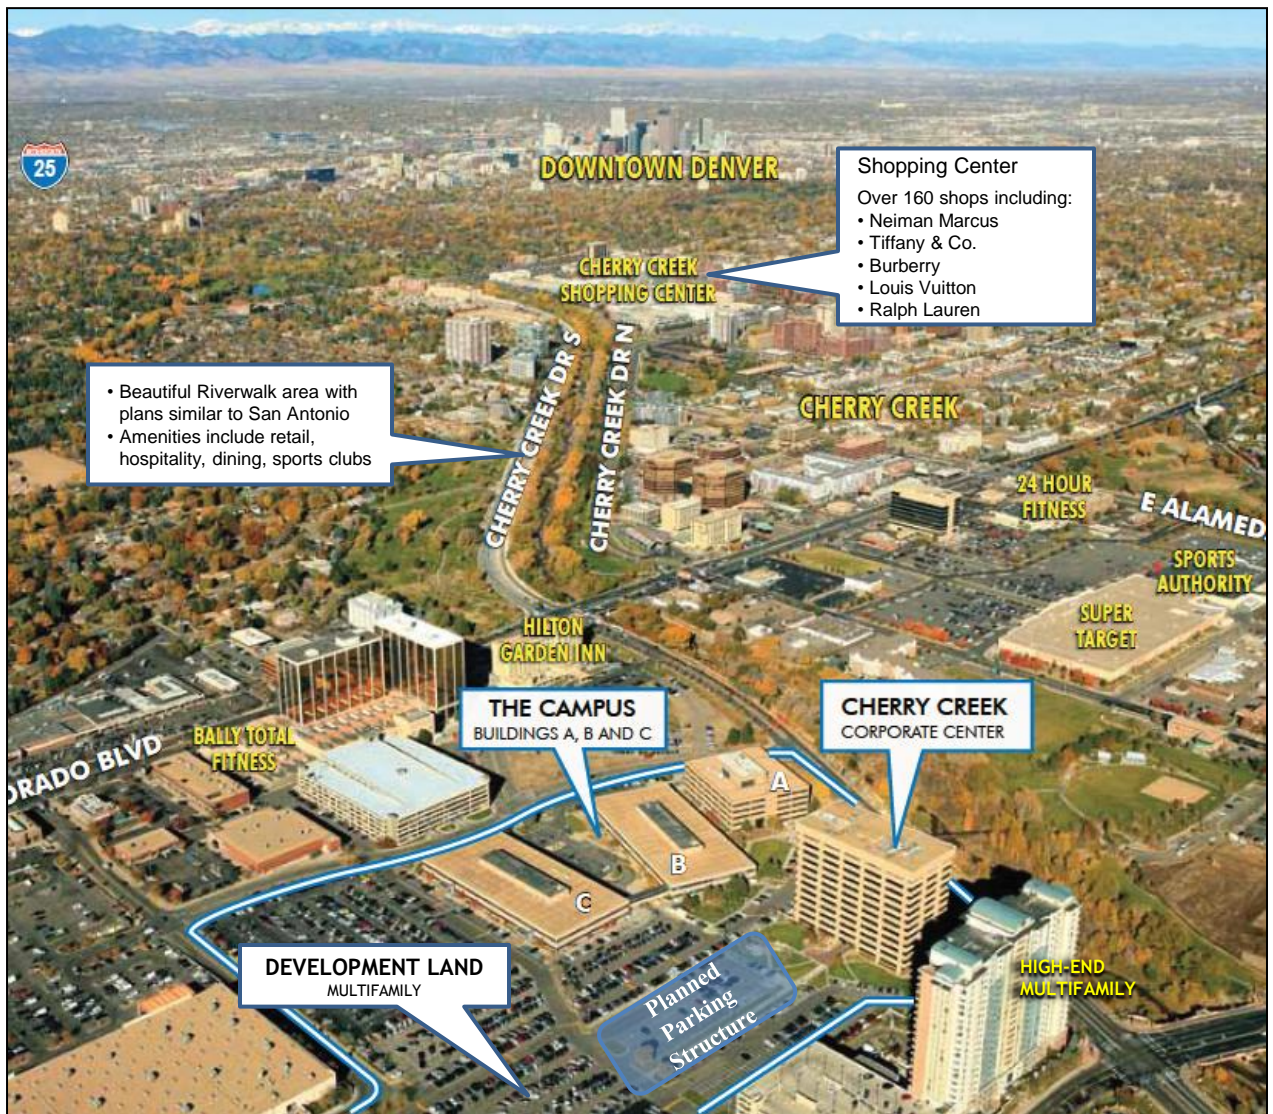 INTERSTATE
25
DOWNTOWN DENVER
Shopping Center
Over 160 shops including:
• Neiman Marcus
• Tiffany & Co.
• Burberry
• Louis Vuitton
• Ralph Lauren
CHERRY CREEK
SHOPPING CENTER
• Beautiful Riverwalk area with
plans similar to San Antonio
• Amenities include retail,
hospitality, dining, sports clubs
CHERRY CREEK DR S
CHERRY CREEK DR N
CHERRY CREEK
24 HOUR
FITNESS
E ALAMED
SPORTS
AUTHORITY
SUPER
TARGET
HILTON
GARDEN INN
THE CAMPUS
BUILDINGS A, B AND C
CHERRY CREEK
CORPORATE CENTER
BALLY TOTAL
FITNESS
ORADO BLVD
A
B
C
DEVELOPMENT LAND
MULTIFAMILY
Planned
Parking
Structure
HIGH-END
MULTIFAMILY